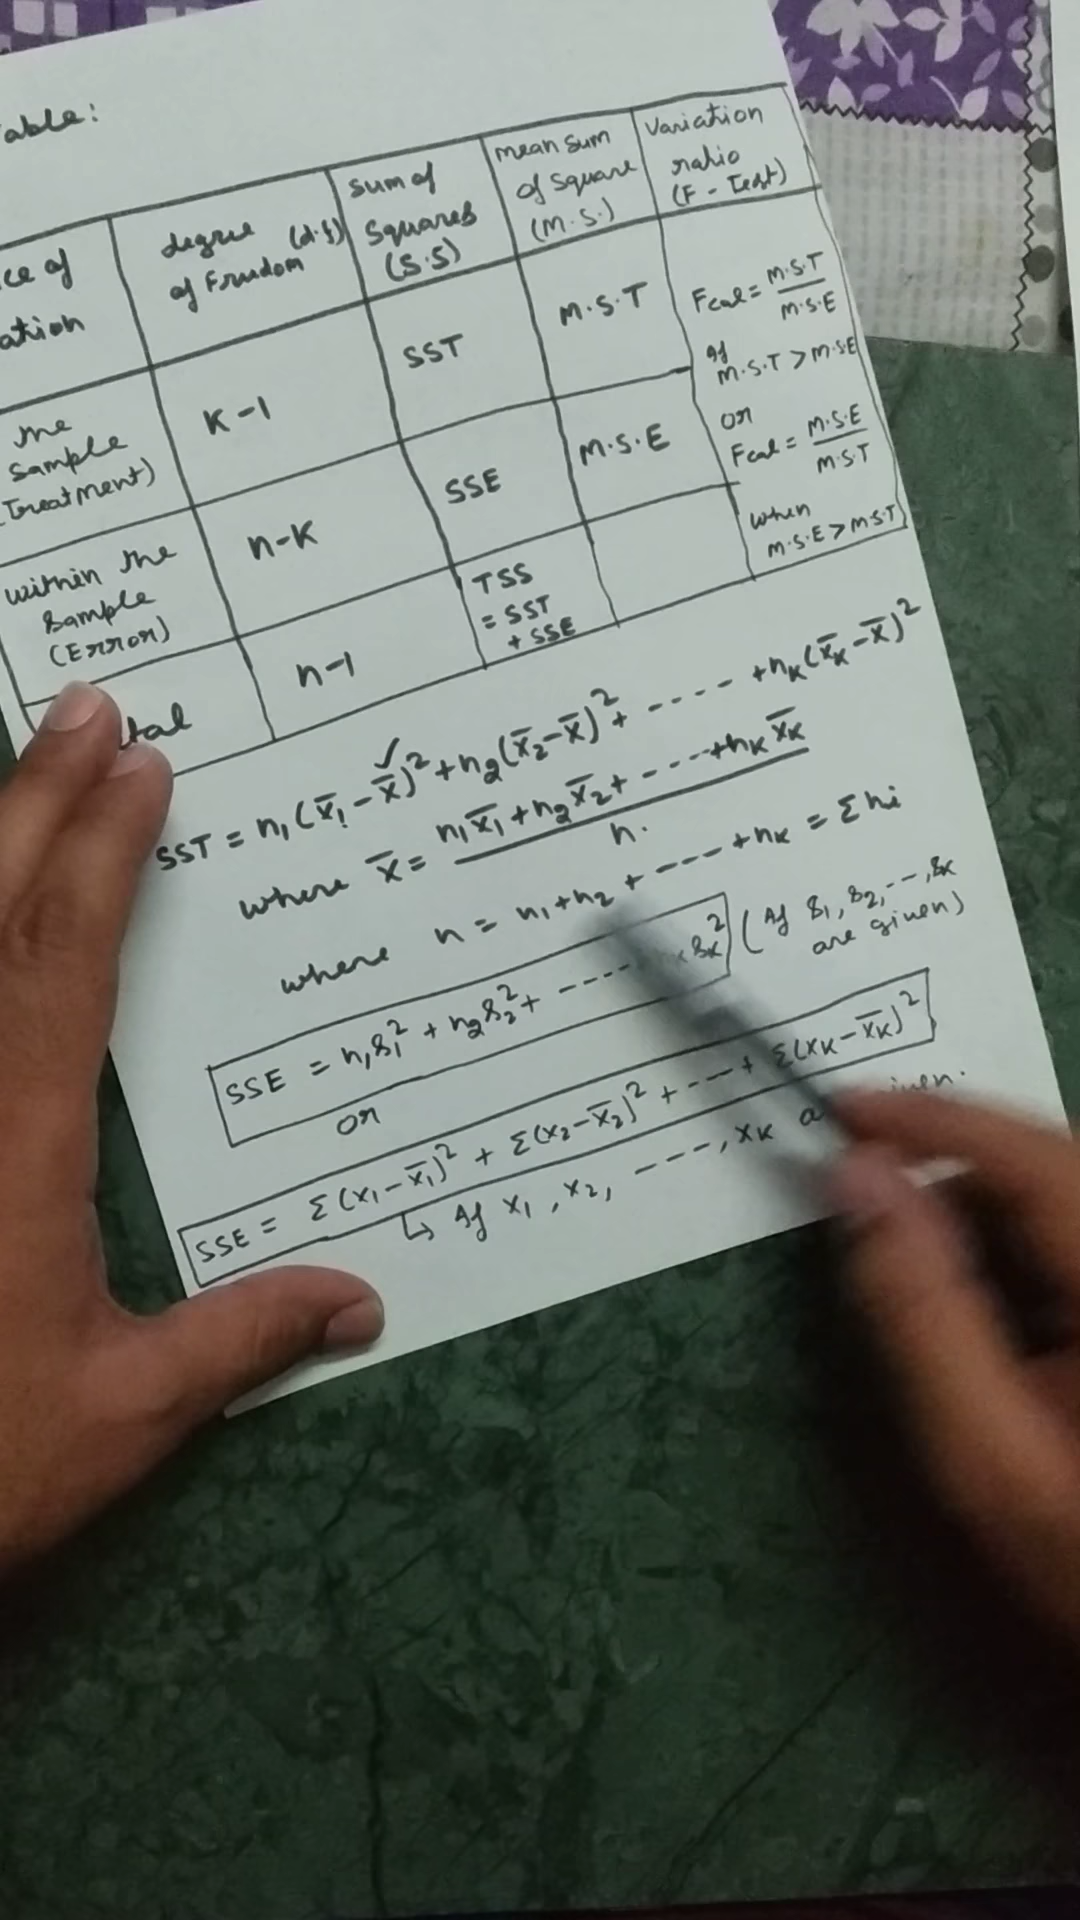 able:
ce of
ation
degree (d.f)
of Freedom
sum of
Squares
(S.S)
mean sum
of square
(M.S.)
Variation
ratio
(F-Test)
the
sample
(Treatment)
K-1
SST
M.S.T
Fcal = M.S.T / M.S.E
If
M.S.T > M.S.E
or
Fcal = M.S.E / M.S.T
when
M.S.E > M.S.T
within the
sample
(Error)
n-K
SSE
M.S.E
tal
n-1
TSS
= SST
+ SSE
SST = n₁(x̄₁ - x̄)² + n₂(x̄₂ - x̄)² + ---- + nₖ(x̄ₖ - x̄)²
where x̄ = n₁x̄₁ + n₂x̄₂ + ---- + nₖx̄ₖ / n.
where n = n₁ + n₂ + ---- + nₖ = Σni
SSE = n₁s₁² + n₂s₂² + ---- sₖ² (If s₁, s₂, --, sₖ
are given)
or
SSE = Σ(x₁ - x̄₁)² + Σ(x₂ - x̄₂)² + --- + Σ(xₖ - x̄ₖ)²
↳ If x₁, x₂, ---, xₖ a iven.